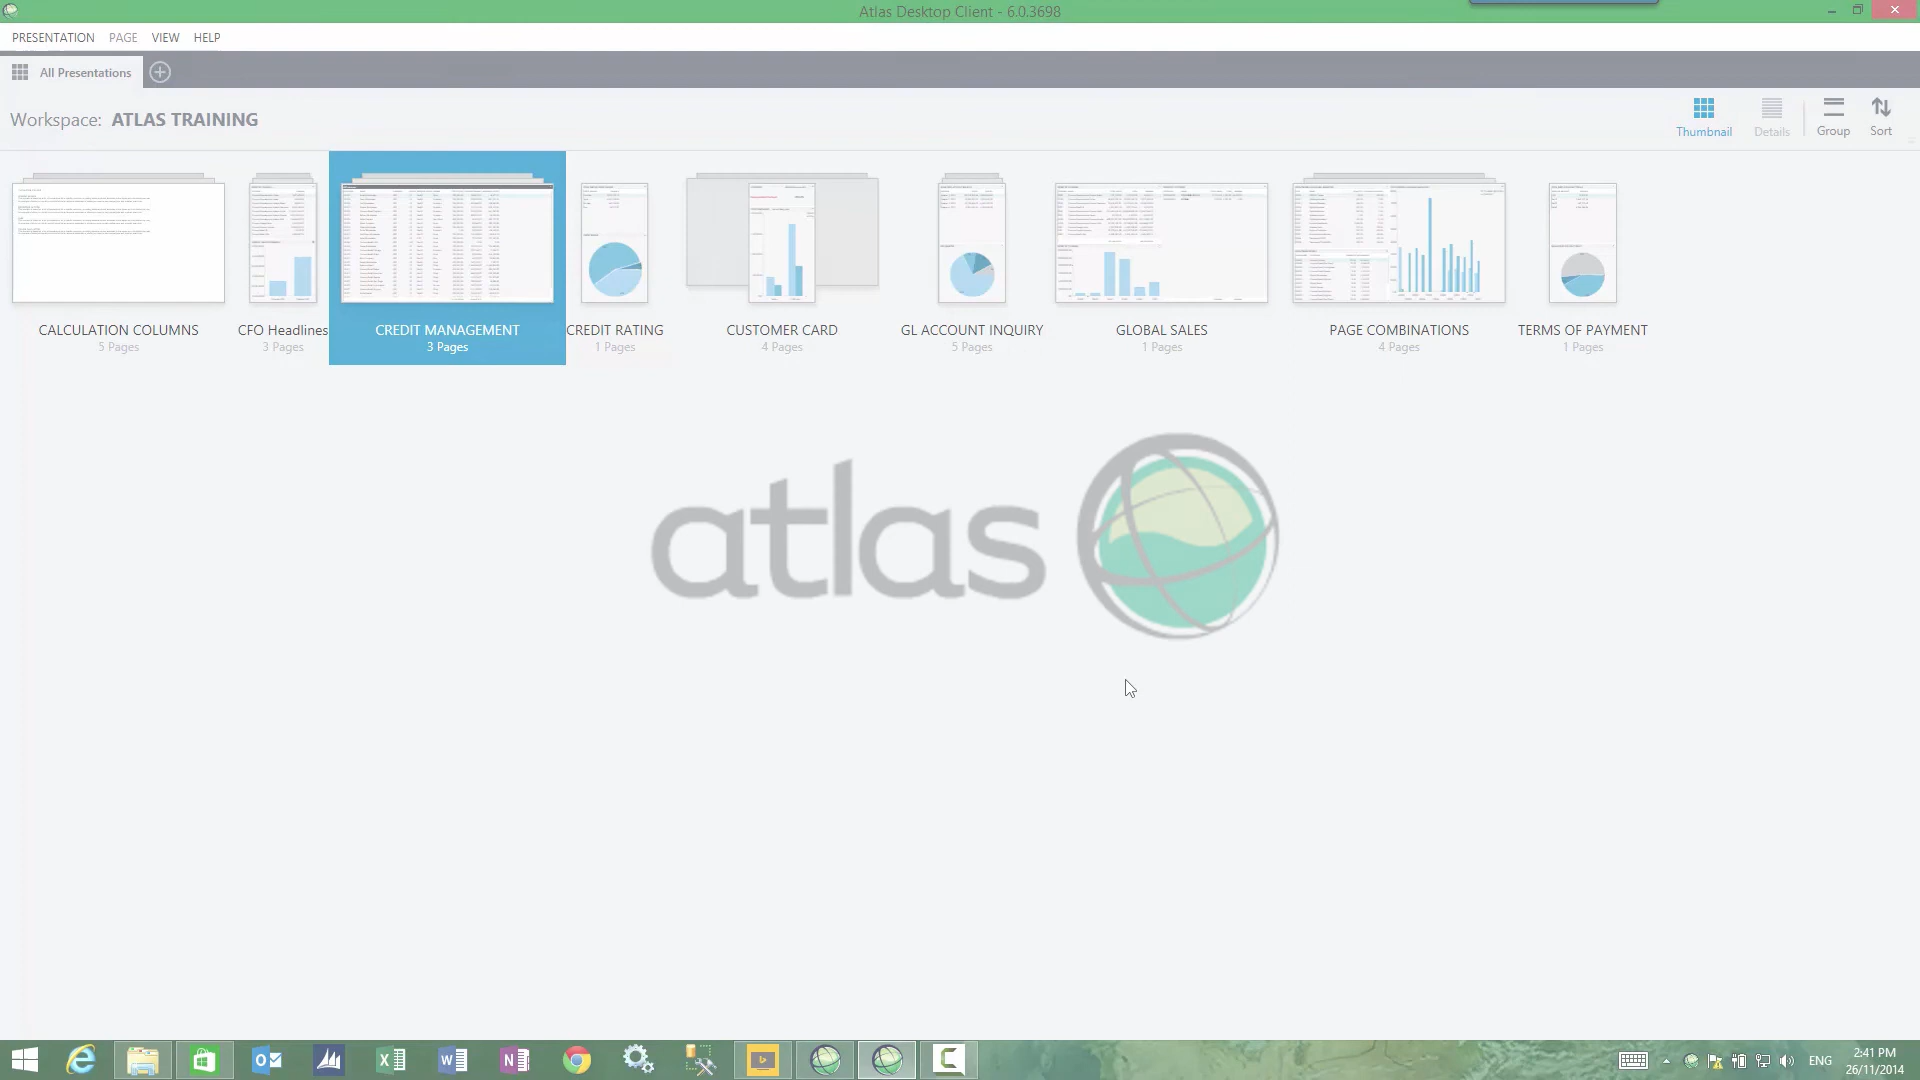 Atlas Desktop Client - 6.0.3698
PRESENTATION PAGE VIEW HELP
All Presentations
Workspace: ATLAS TRAINING
Thumbnail Details Group Sort
CALCULATION COLUMNS
5 Pages
CFO Headlines
3 Pages
CREDIT MANAGEMENT
3 Pages
CREDIT RATING
1 Pages
CUSTOMER CARD
4 Pages
GL ACCOUNT INQUIRY
5 Pages
GLOBAL SALES
1 Pages
PAGE COMBINATIONS
4 Pages
TERMS OF PAYMENT
1 Pages
atlas
ENG
2:41 PM
26/11/2014